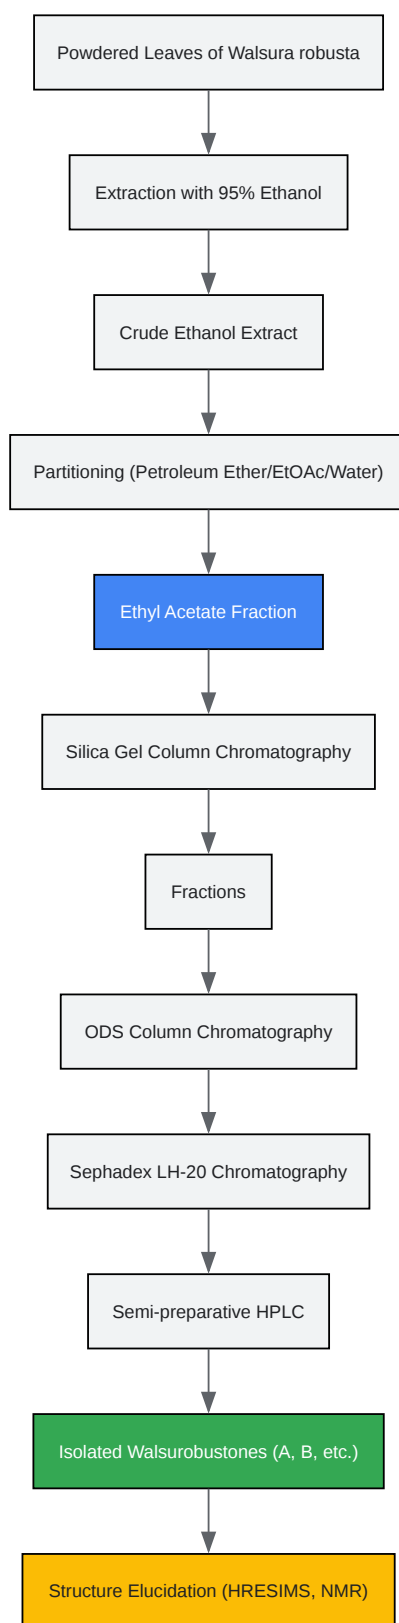 Powdered Leaves of Walsura robusta
Extraction with 95% Ethanol
Crude Ethanol Extract
Partitioning (Petroleum Ether/EtOAc/Water)
Ethyl Acetate Fraction
Silica Gel Column Chromatography
Fractions
ODS Column Chromatography
Sephadex LH-20 Chromatography
Semi-preparative HPLC
Isolated Walsurobustones (A, B, etc.)
Structure Elucidation (HRESIMS, NMR)